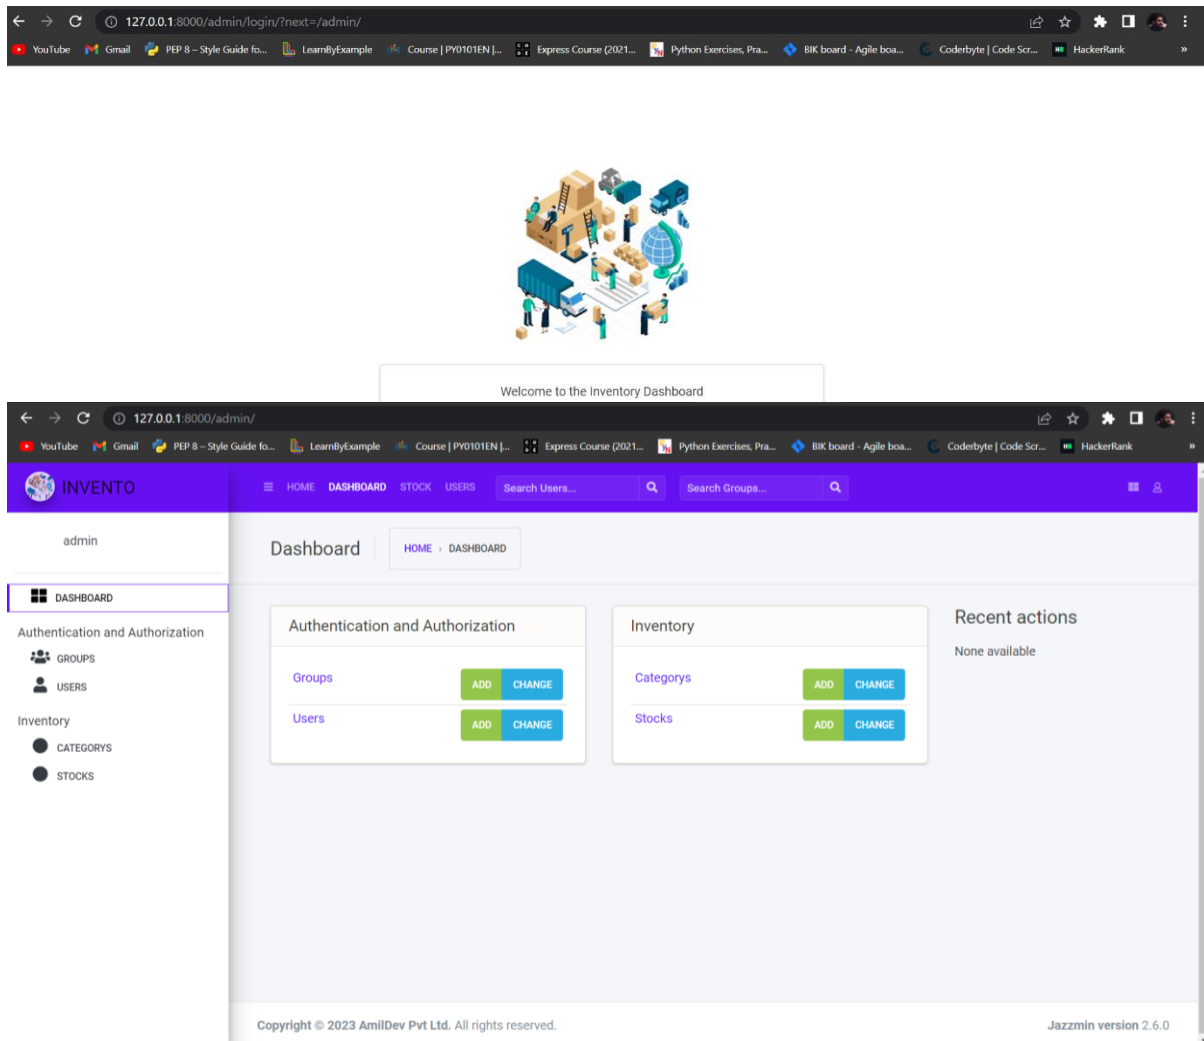 127.0.0.1:8000/admin/login/?next=/admin/
YouTube Gmail PEP 8 – Style Guide fo... LearnByExample Course | PY0101EN |... Express Course (2021... Python Exercises, Pra... BIK board - Agile boa... Coderbyte | Code Scr... HackerRank »
Welcome to the Inventory Dashboard
127.0.0.1:8000/admin/
YouTube Gmail PEP 8 – Style Guide fo... LearnByExample Course | PY0101EN |... Express Course (2021... Python Exercises, Pra... BIK board - Agile boa... Coderbyte | Code Scr... HackerRank »
INVENTO HOME DASHBOARD STOCK USERS Search Users... Search Groups...
admin
Dashboard HOME › DASHBOARD
DASHBOARD
Authentication and Authorization
GROUPS
USERS
Inventory
CATEGORYS
STOCKS
Authentication and Authorization
Groups ADD CHANGE
Users ADD CHANGE
Inventory
Categorys ADD CHANGE
Stocks ADD CHANGE
Recent actions
None available
Copyright © 2023 AmilDev Pvt Ltd. All rights reserved. Jazzmin version 2.6.0